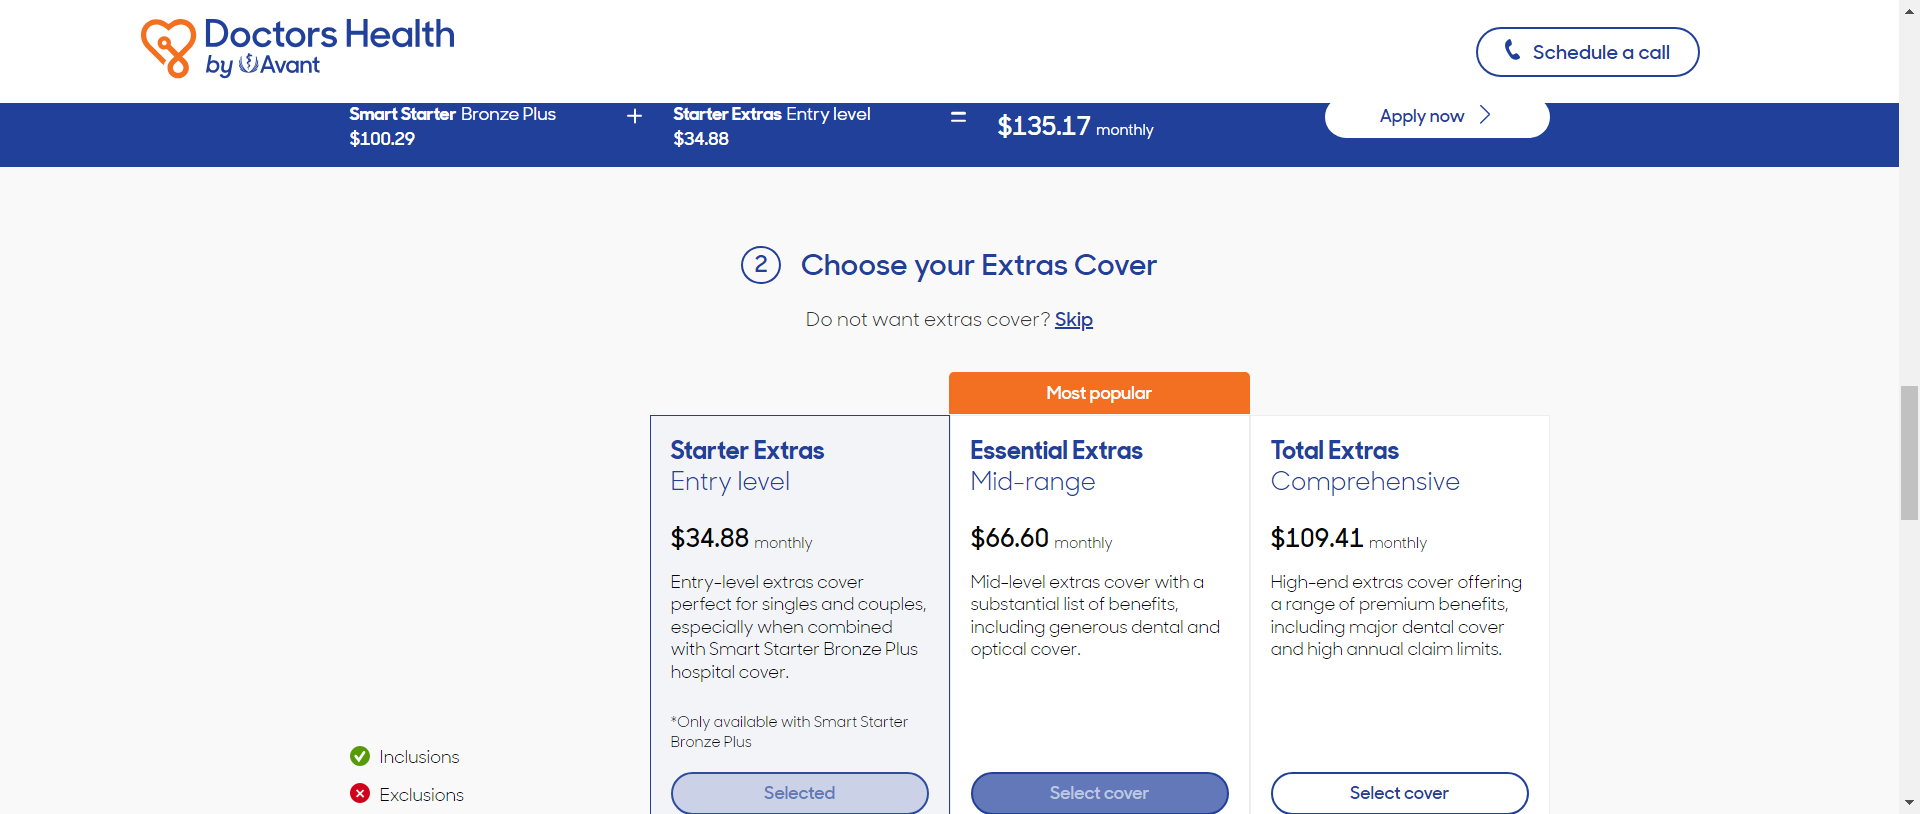 Doctors Health
by Avant
Schedule a call
Smart Starter Bronze Plus
$100.29
+
Starter Extras Entry level
$34.88
=
$135.17 monthly
Apply now
2 Choose your Extras Cover
Do not want extras cover? Skip
Most popular
Starter Extras
Entry level
$34.88 monthly
Entry-level extras cover
perfect for singles and couples,
especially when combined
with Smart Starter Bronze Plus
hospital cover.
*Only available with Smart Starter
Bronze Plus
Selected
Essential Extras
Mid-range
$66.60 monthly
Mid-level extras cover with a
substantial list of benefits,
including generous dental and
optical cover.
Select cover
Total Extras
Comprehensive
$109.41 monthly
High-end extras cover offering
a range of premium benefits,
including major dental cover
and high annual claim limits.
Select cover
Inclusions
Exclusions